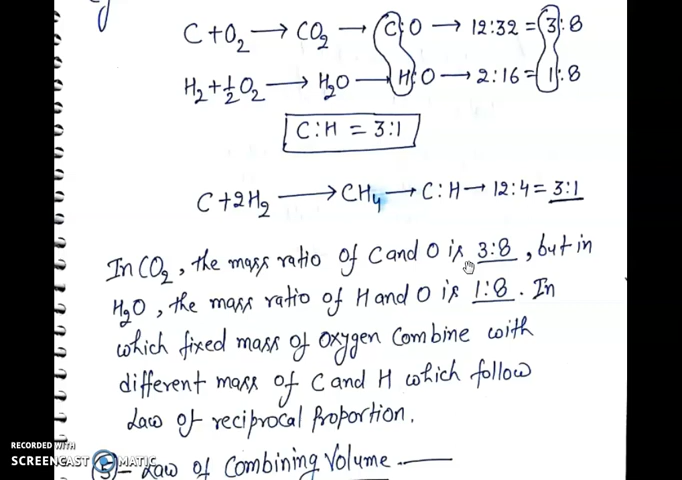 C + O₂ ⟶ CO₂ ⟶ C:O ⟶ 12:32 = 3:8
H₂ + ½O₂ ⟶ H₂O ⟶ H:O ⟶ 2:16 = 1:8
C:H = 3:1
C + 2H₂ ⟶ CH₄ ⟶ C:H ⟶ 12:4 = 3:1
In CO₂, the mass ratio of C and O is 3:8, but in
H₂O, the mass ratio of H and O is 1:8. In
which fixed mass of oxygen combine with
different mass of C and H which follow
Law of reciprocal Proportion.
RECORDED WITH
SCREENCAST MATIC
(5)- Law of Combining Volume -